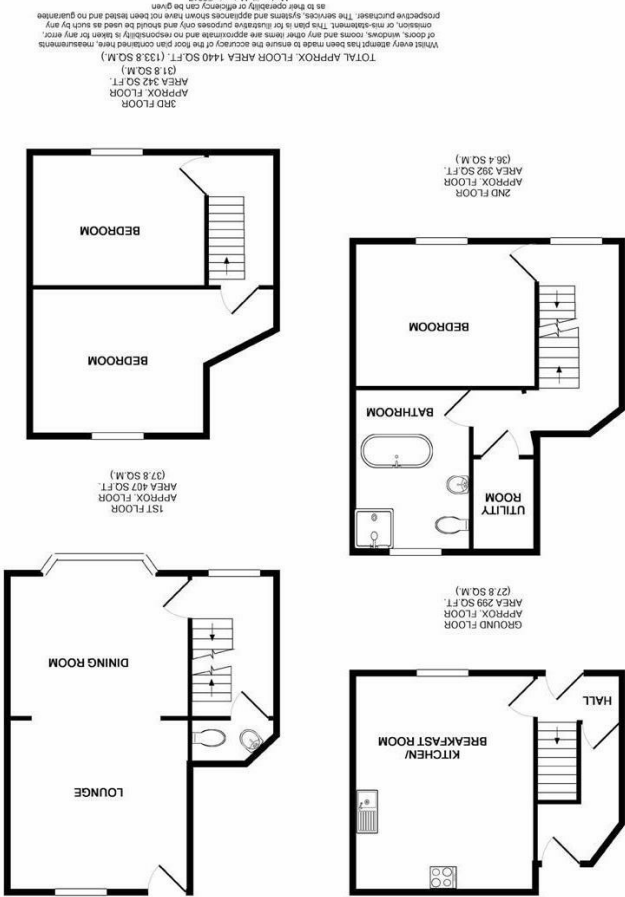 KITCHEN/
BREAKFAST ROOM
HALL
GROUND FLOOR
APPROX. FLOOR
AREA 299 SQ.FT.
(27.8 SQ.M.)
LOUNGE
DINING ROOM
1ST FLOOR
APPROX. FLOOR
AREA 407 SQ.FT.
(37.8 SQ.M.)
UTILITY
ROOM
BATHROOM
BEDROOM
2ND FLOOR
APPROX. FLOOR
AREA 392 SQ.FT.
(36.4 SQ.M.)
BEDROOM
BEDROOM
3RD FLOOR
APPROX. FLOOR
AREA 342 SQ.FT.
(31.8 SQ.M.)
TOTAL APPROX. FLOOR AREA 1440 SQ.FT. (133.8 SQ.M.)
Whilst every attempt has been made to ensure the accuracy of the floor plan contained here, measurements
of doors, windows, rooms and any other items are approximate and no responsibility is taken for any error,
omission, or mis-statement. This plan is for illustrative purposes only and should be used as such by any
prospective purchaser. The services, systems and appliances shown have not been tested and no guarantee
as to their operability or efficiency can be given